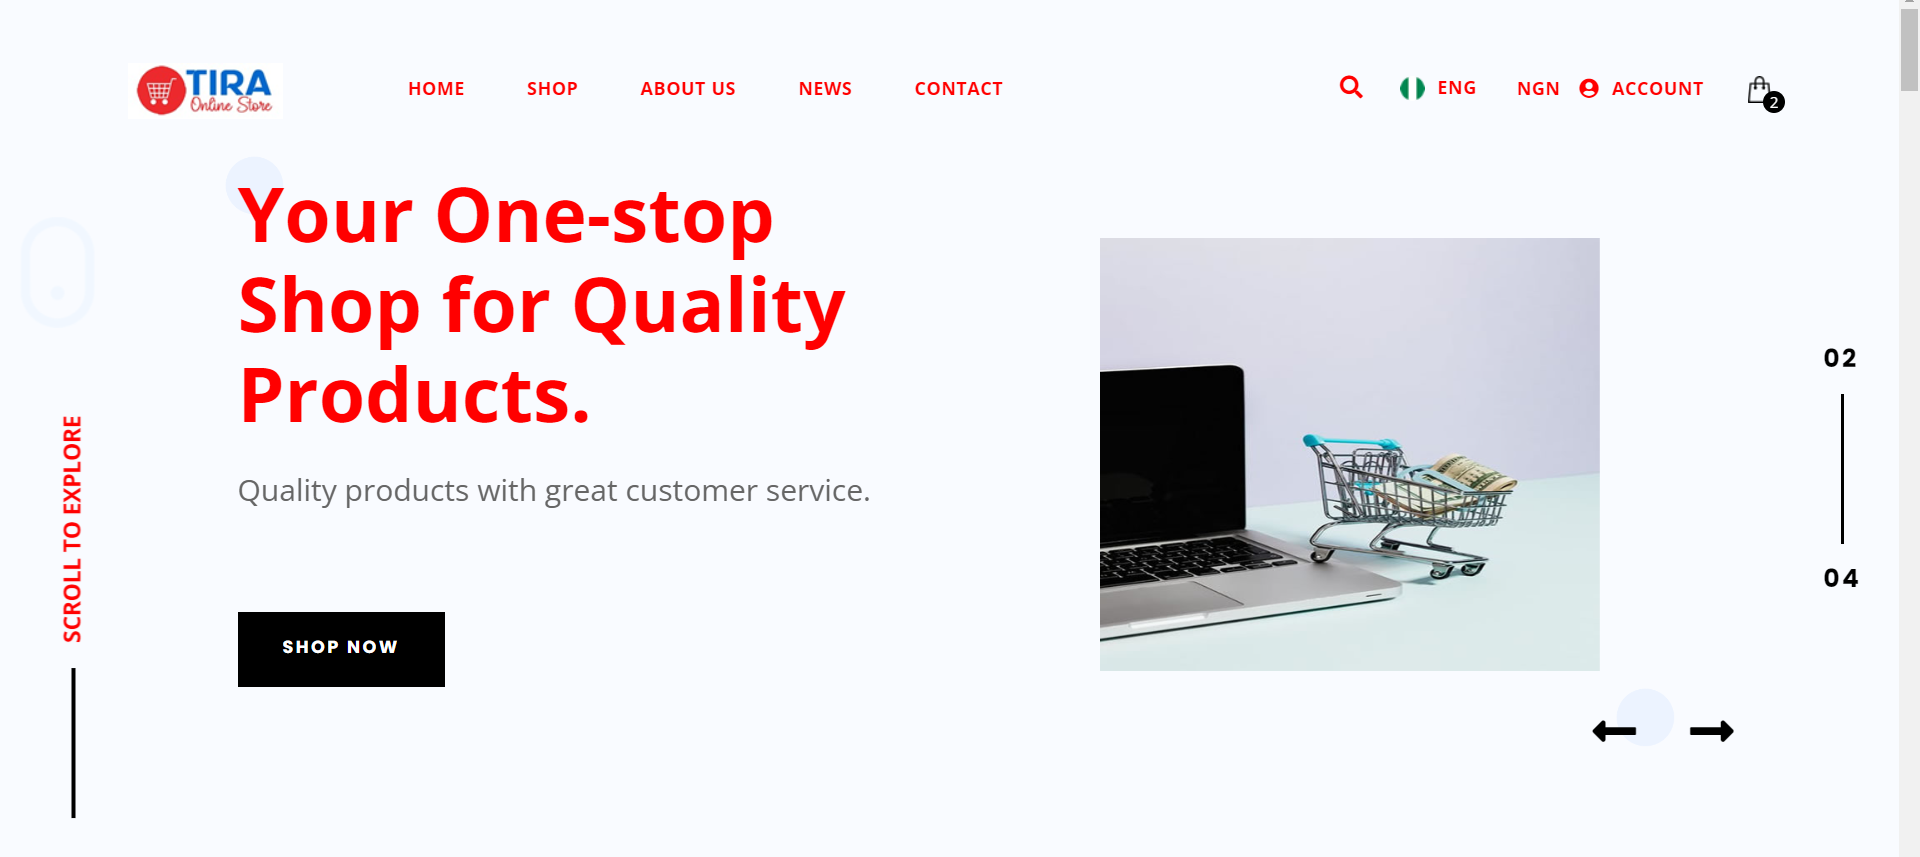 TIRA
Online Store
HOME
SHOP
ABOUT US
NEWS
CONTACT
ENG
NGN
ACCOUNT
2
Your One-stop
Shop for Quality
Products.
Quality products with great customer service.
SHOP NOW
SCROLL TO EXPLORE
02
04